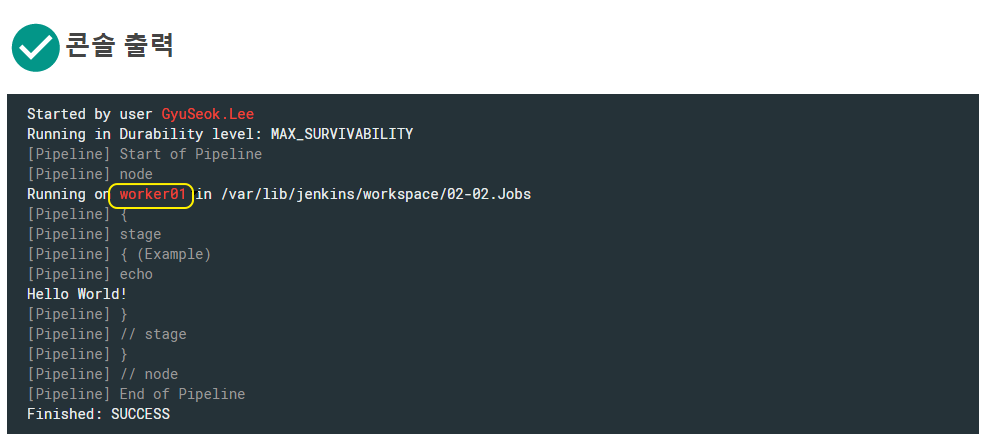 콘솔 출력
Started by user GyuSeok.Lee
Running in Durability level: MAX_SURVIVABILITY
[Pipeline] Start of Pipeline
[Pipeline] node
Running on worker01 in /var/lib/jenkins/workspace/02-02.Jobs
[Pipeline] {
[Pipeline] stage
[Pipeline] { (Example)
[Pipeline] echo
Hello World!
[Pipeline] }
[Pipeline] // stage
[Pipeline] }
[Pipeline] // node
[Pipeline] End of Pipeline
Finished: SUCCESS